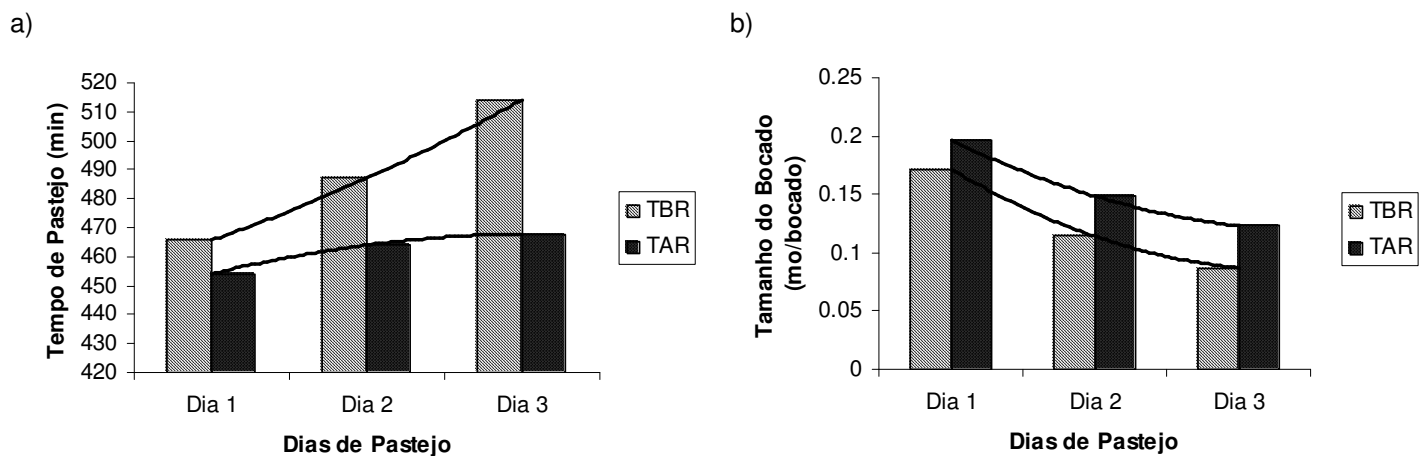 a)
Tempo de Pastejo (min)
520
510
500
490
480
470
460
450
440
430
420
Dia 1
Dia 2
Dia 3
Dias de Pastejo
TBR
TAR
b)
Tamanho do Bocado
(mo/bocado)
0.25
0.2
0.15
0.1
0.05
0
Dia 1
Dia 2
Dia 3
Dias de Pastejo
TBR
TAR